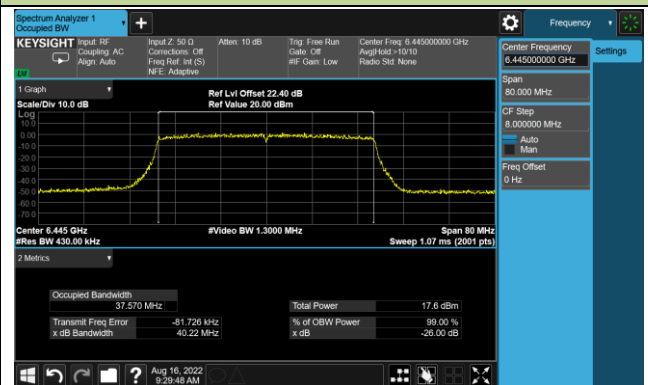 Spectrum Analyzer 1
Occupied BW
+
Frequency
KEYSIGHT
Input: RF
Coupling: AC
Align: Auto
Input Z: 50 Ω
Corrections: Off
Freq Ref: Int (S)
NFE: Adaptive
Atten: 10 dB
Trig: Free Run
Gate: Off
#IF Gain: Low
Center Freq: 6.445000000 GHz
Avg|Hold:>10/10
Radio Std: None
Center Frequency
6.445000000 GHz
Settings
Span
80.000 MHz
CF Step
8.000000 MHz
Auto
Man
Freq Offset
0 Hz
1 Graph
Scale/Div 10.0 dB
Ref Lvl Offset 22.40 dB
Ref Value 20.00 dBm
Log
10.0
0.00
-10.0
-20.0
-30.0
-40.0
-50.0
-60.0
-70.0
Center 6.445 GHz
#Video BW 1.3000 MHz
Span 80 MHz
#Res BW 430.00 kHz
Sweep 1.07 ms (2001 pts)
2 Metrics
Occupied Bandwidth
37.570 MHz
Total Power
17.6 dBm
Transmit Freq Error
-81.726 kHz
% of OBW Power
99.00 %
x dB Bandwidth
40.22 MHz
x dB
-26.00 dB
?
Aug 16, 2022
9:29:48 AM